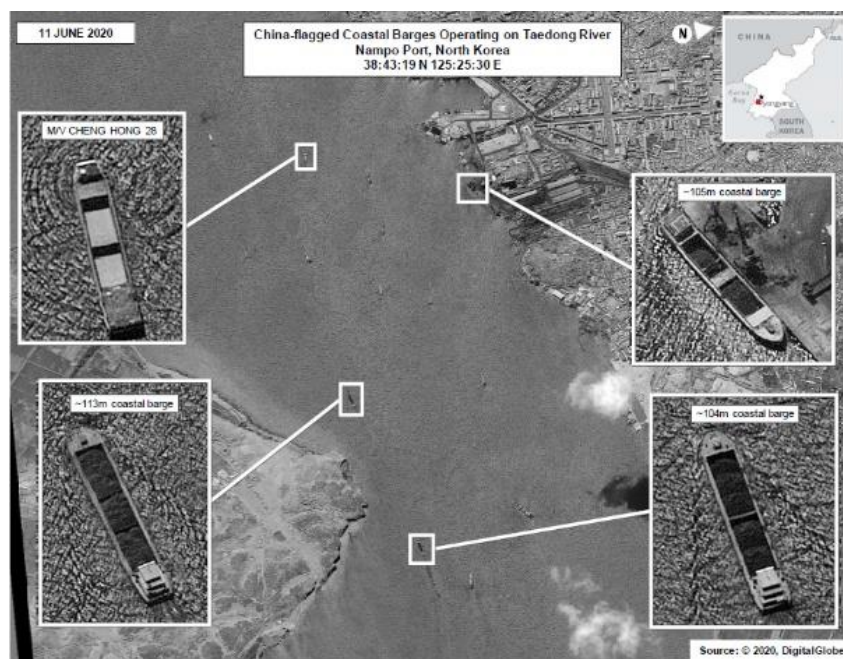 11 JUNE 2020
China-flagged Coastal Barges Operating on Taedong River
Nampo Port, North Korea
38:43:19 N 125:25:30 E
N
CHINA
Pyongyang
SOUTH
KOREA
M/V CHENG HONG 28
~105m coastal barge
~113m coastal barge
~104m coastal barge
Source: © 2020, DigitalGlobe